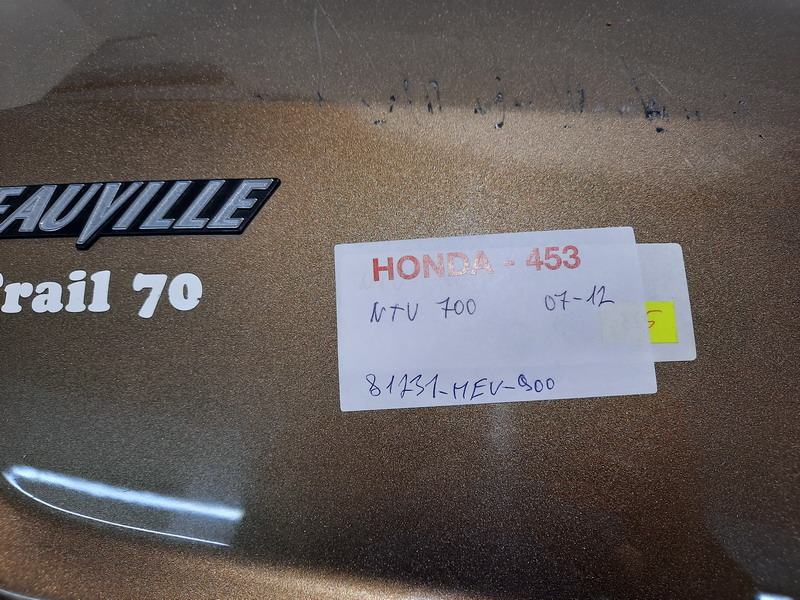 EAUVILLE
rail 70
HONDA - 453
NTV 700 07-12
81231-MEV-900